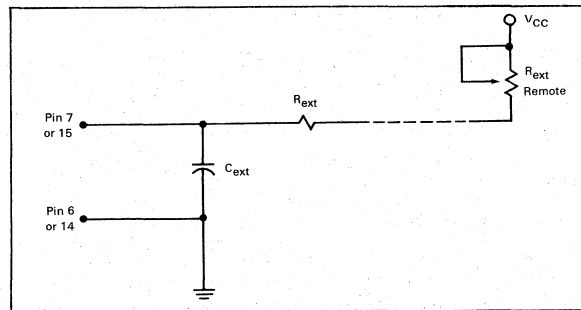 VCC
Rext
Remote
Rext
Pin 7
or 15
Cext
Pin 6
or 14